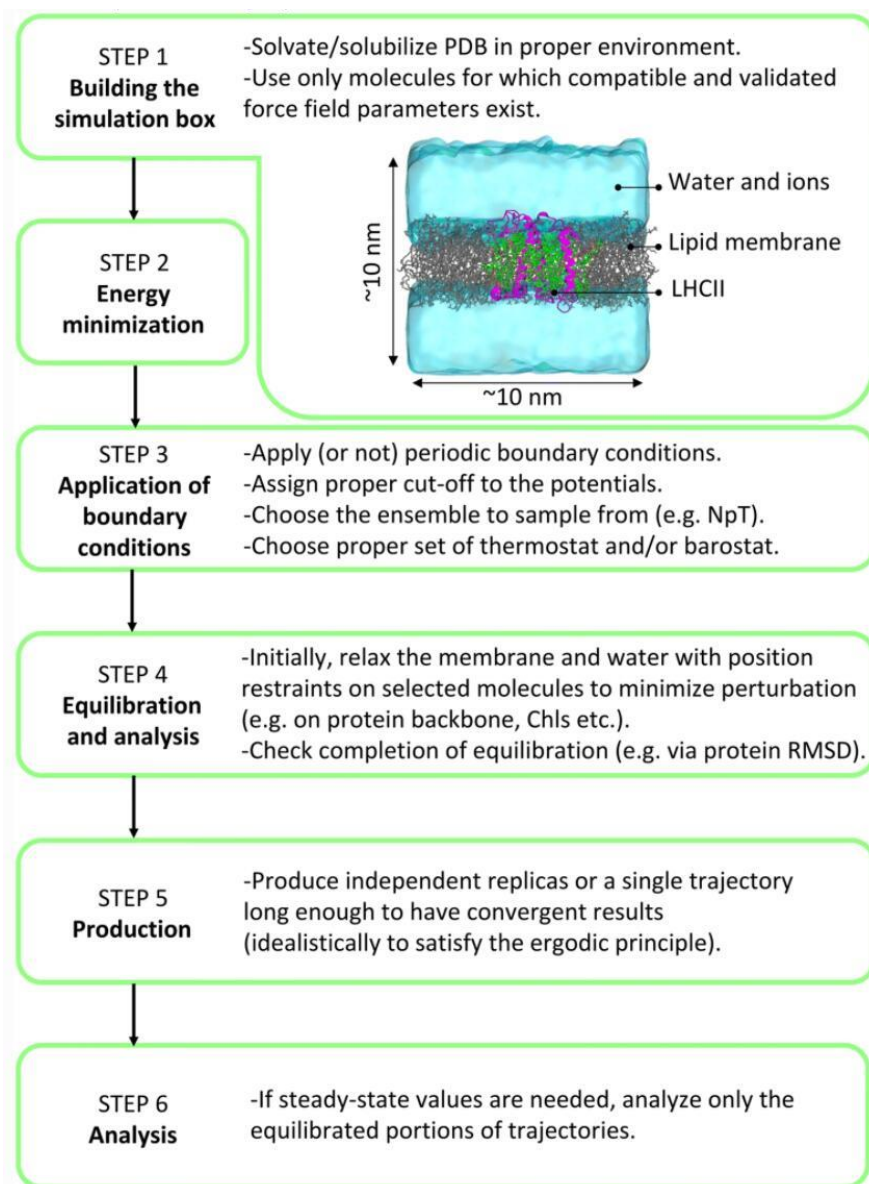 STEP 1
Building the
simulation box
-Solvate/solubilize PDB in proper environment.
-Use only molecules for which compatible and validated
force field parameters exist.
Water and ions
Lipid membrane
LHCII
~10 nm
~10 nm
STEP 2
Energy
minimization
STEP 3
Application of
boundary
conditions
-Apply (or not) periodic boundary conditions.
-Assign proper cut-off to the potentials.
-Choose the ensemble to sample from (e.g. NpT).
-Choose proper set of thermostat and/or barostat.
STEP 4
Equilibration
and analysis
-Initially, relax the membrane and water with position
restraints on selected molecules to minimize perturbation
(e.g. on protein backbone, Chls etc.).
-Check completion of equilibration (e.g. via protein RMSD).
STEP 5
Production
-Produce independent replicas or a single trajectory
long enough to have convergent results
(idealistically to satisfy the ergodic principle).
STEP 6
Analysis
-If steady-state values are needed, analyze only the
equilibrated portions of trajectories.